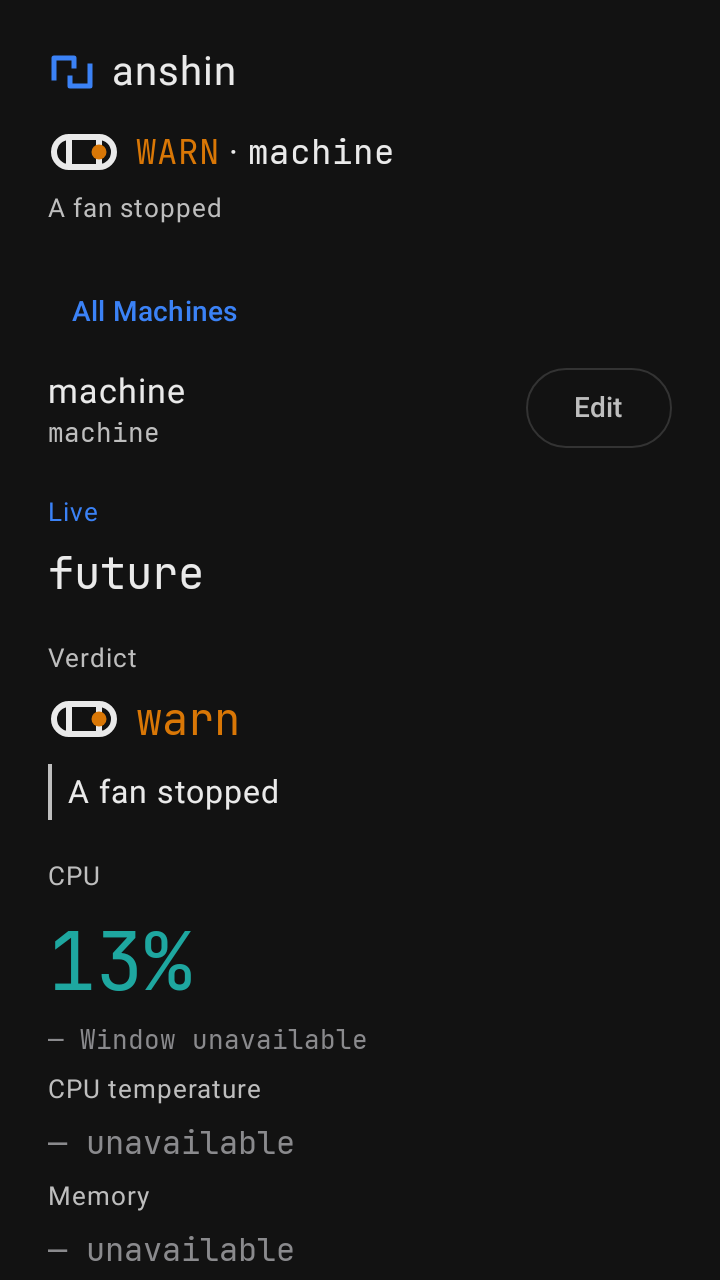 anshin
WARN · machine
A fan stopped
All Machines
machine
Edit
machine
Live
future
Verdict
warn
A fan stopped
CPU
13%
— Window unavailable
CPU temperature
— unavailable
Memory
— unavailable